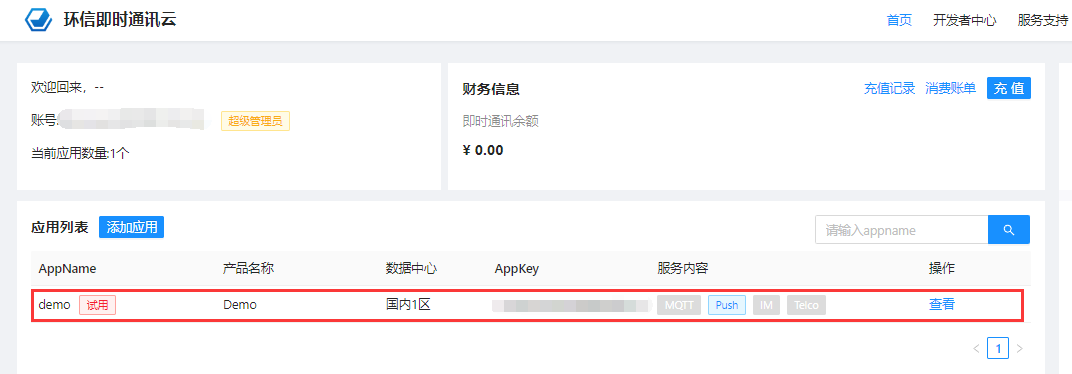 环信即时通讯云
首页 开发者中心 服务支持
欢迎回来，--
账号: 超级管理员
当前应用数量:1个
财务信息 充值记录 消费账单 充 值
即时通讯余额
¥ 0.00
应用列表 添加应用 请输入appname
AppName 产品名称 数据中心 AppKey 服务内容 操作
demo 试用 Demo 国内1区 MQTT Push IM Telco 查看
< 1 >